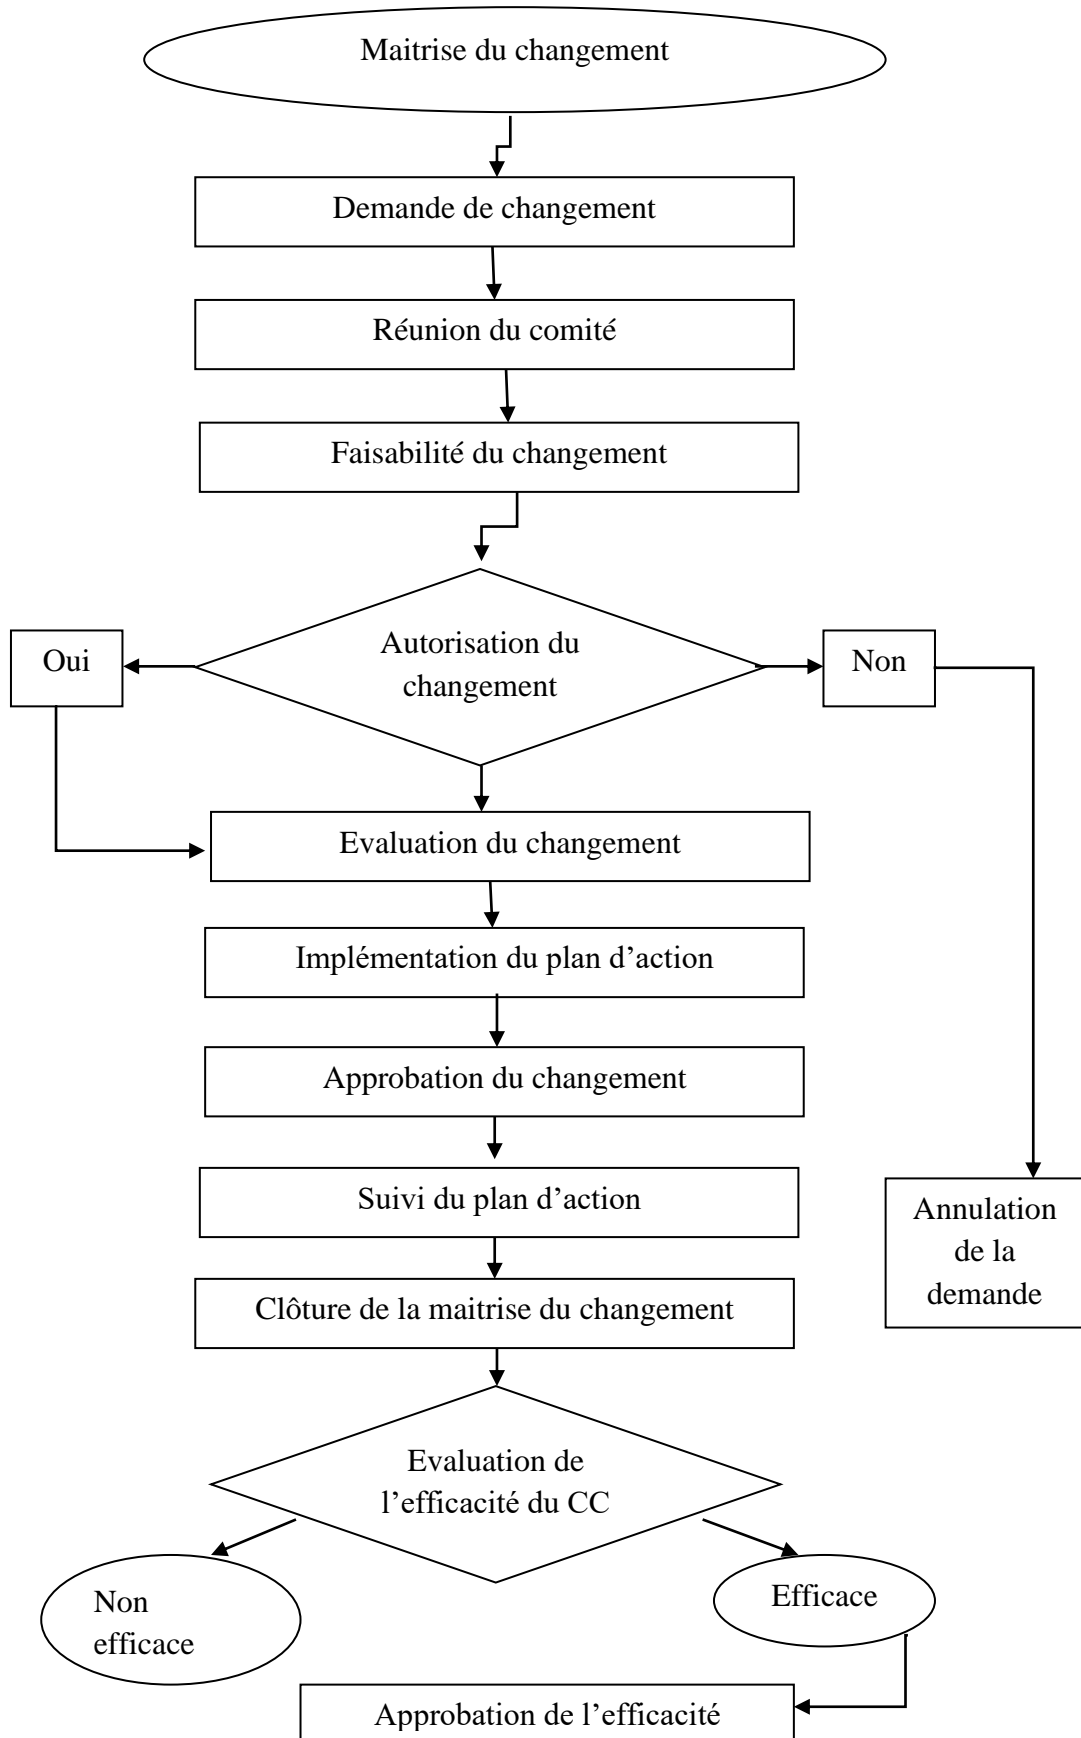 Maitrise du changement
Demande de changement
Réunion du comité
Faisabilité du changement
Autorisation du
changement
Oui
Non
Evaluation du changement
Implémentation du plan d’action
Approbation du changement
Suivi du plan d’action
Annulation
de la
demande
Clôture de la maitrise du changement
Evaluation de
l’efficacité du CC
Non
efficace
Efficace
Approbation de l’efficacité